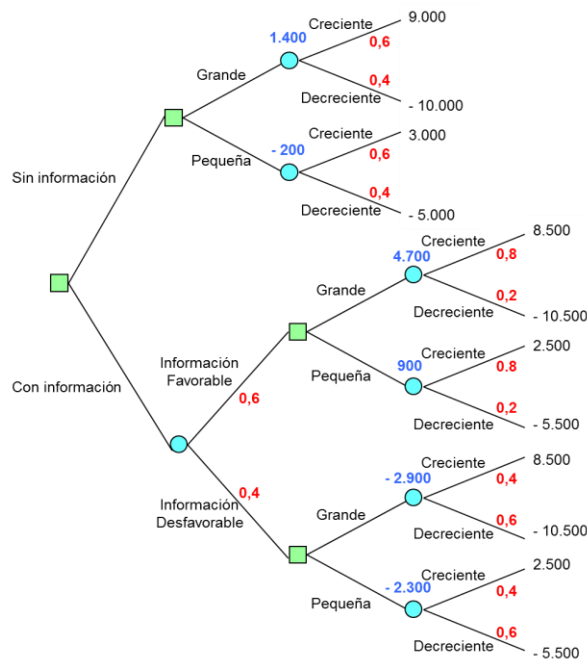 9.000
Creciente
1.400
0,6
Grande
0,4
Decreciente
- 10.000
Creciente
3.000
- 200
0,6
Pequeña
0,4
Sin información
Decreciente
- 5.000
8.500
Creciente
4.700
0,8
Grande
0,2
Decreciente
- 10.500
2.500
Creciente
Información
Favorable
900
0.8
Con información
Pequeña
0,6
0,2
Decreciente
- 5.500
8.500
Creciente
- 2.900
0,4
0,4
Información
Desfavorable
Grande
0,6
Decreciente
- 10.500
2.500
Creciente
- 2.300
0,4
Pequeña
0,6
Decreciente
- 5.500